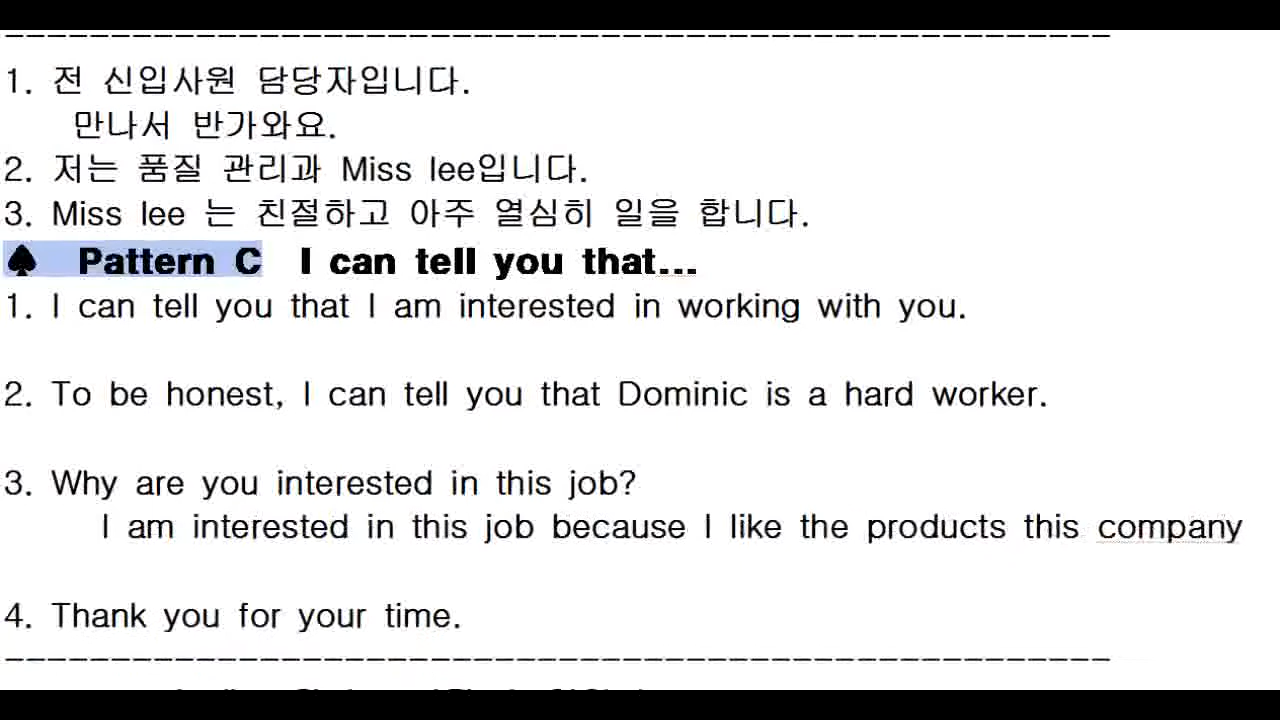 1. 전 신입사원 담당자입니다.
만나서 반가와요.
2. 저는 품질 관리과 Miss lee입니다.
3. Miss lee 는 친절하고 아주 열심히 일을 합니다.
♠ Pattern C I can tell you that...
1. I can tell you that I am interested in working with you.
2. To be honest, I can tell you that Dominic is a hard worker.
3. Why are you interested in this job?
I am interested in this job because I like the products this company
4. Thank you for your time.